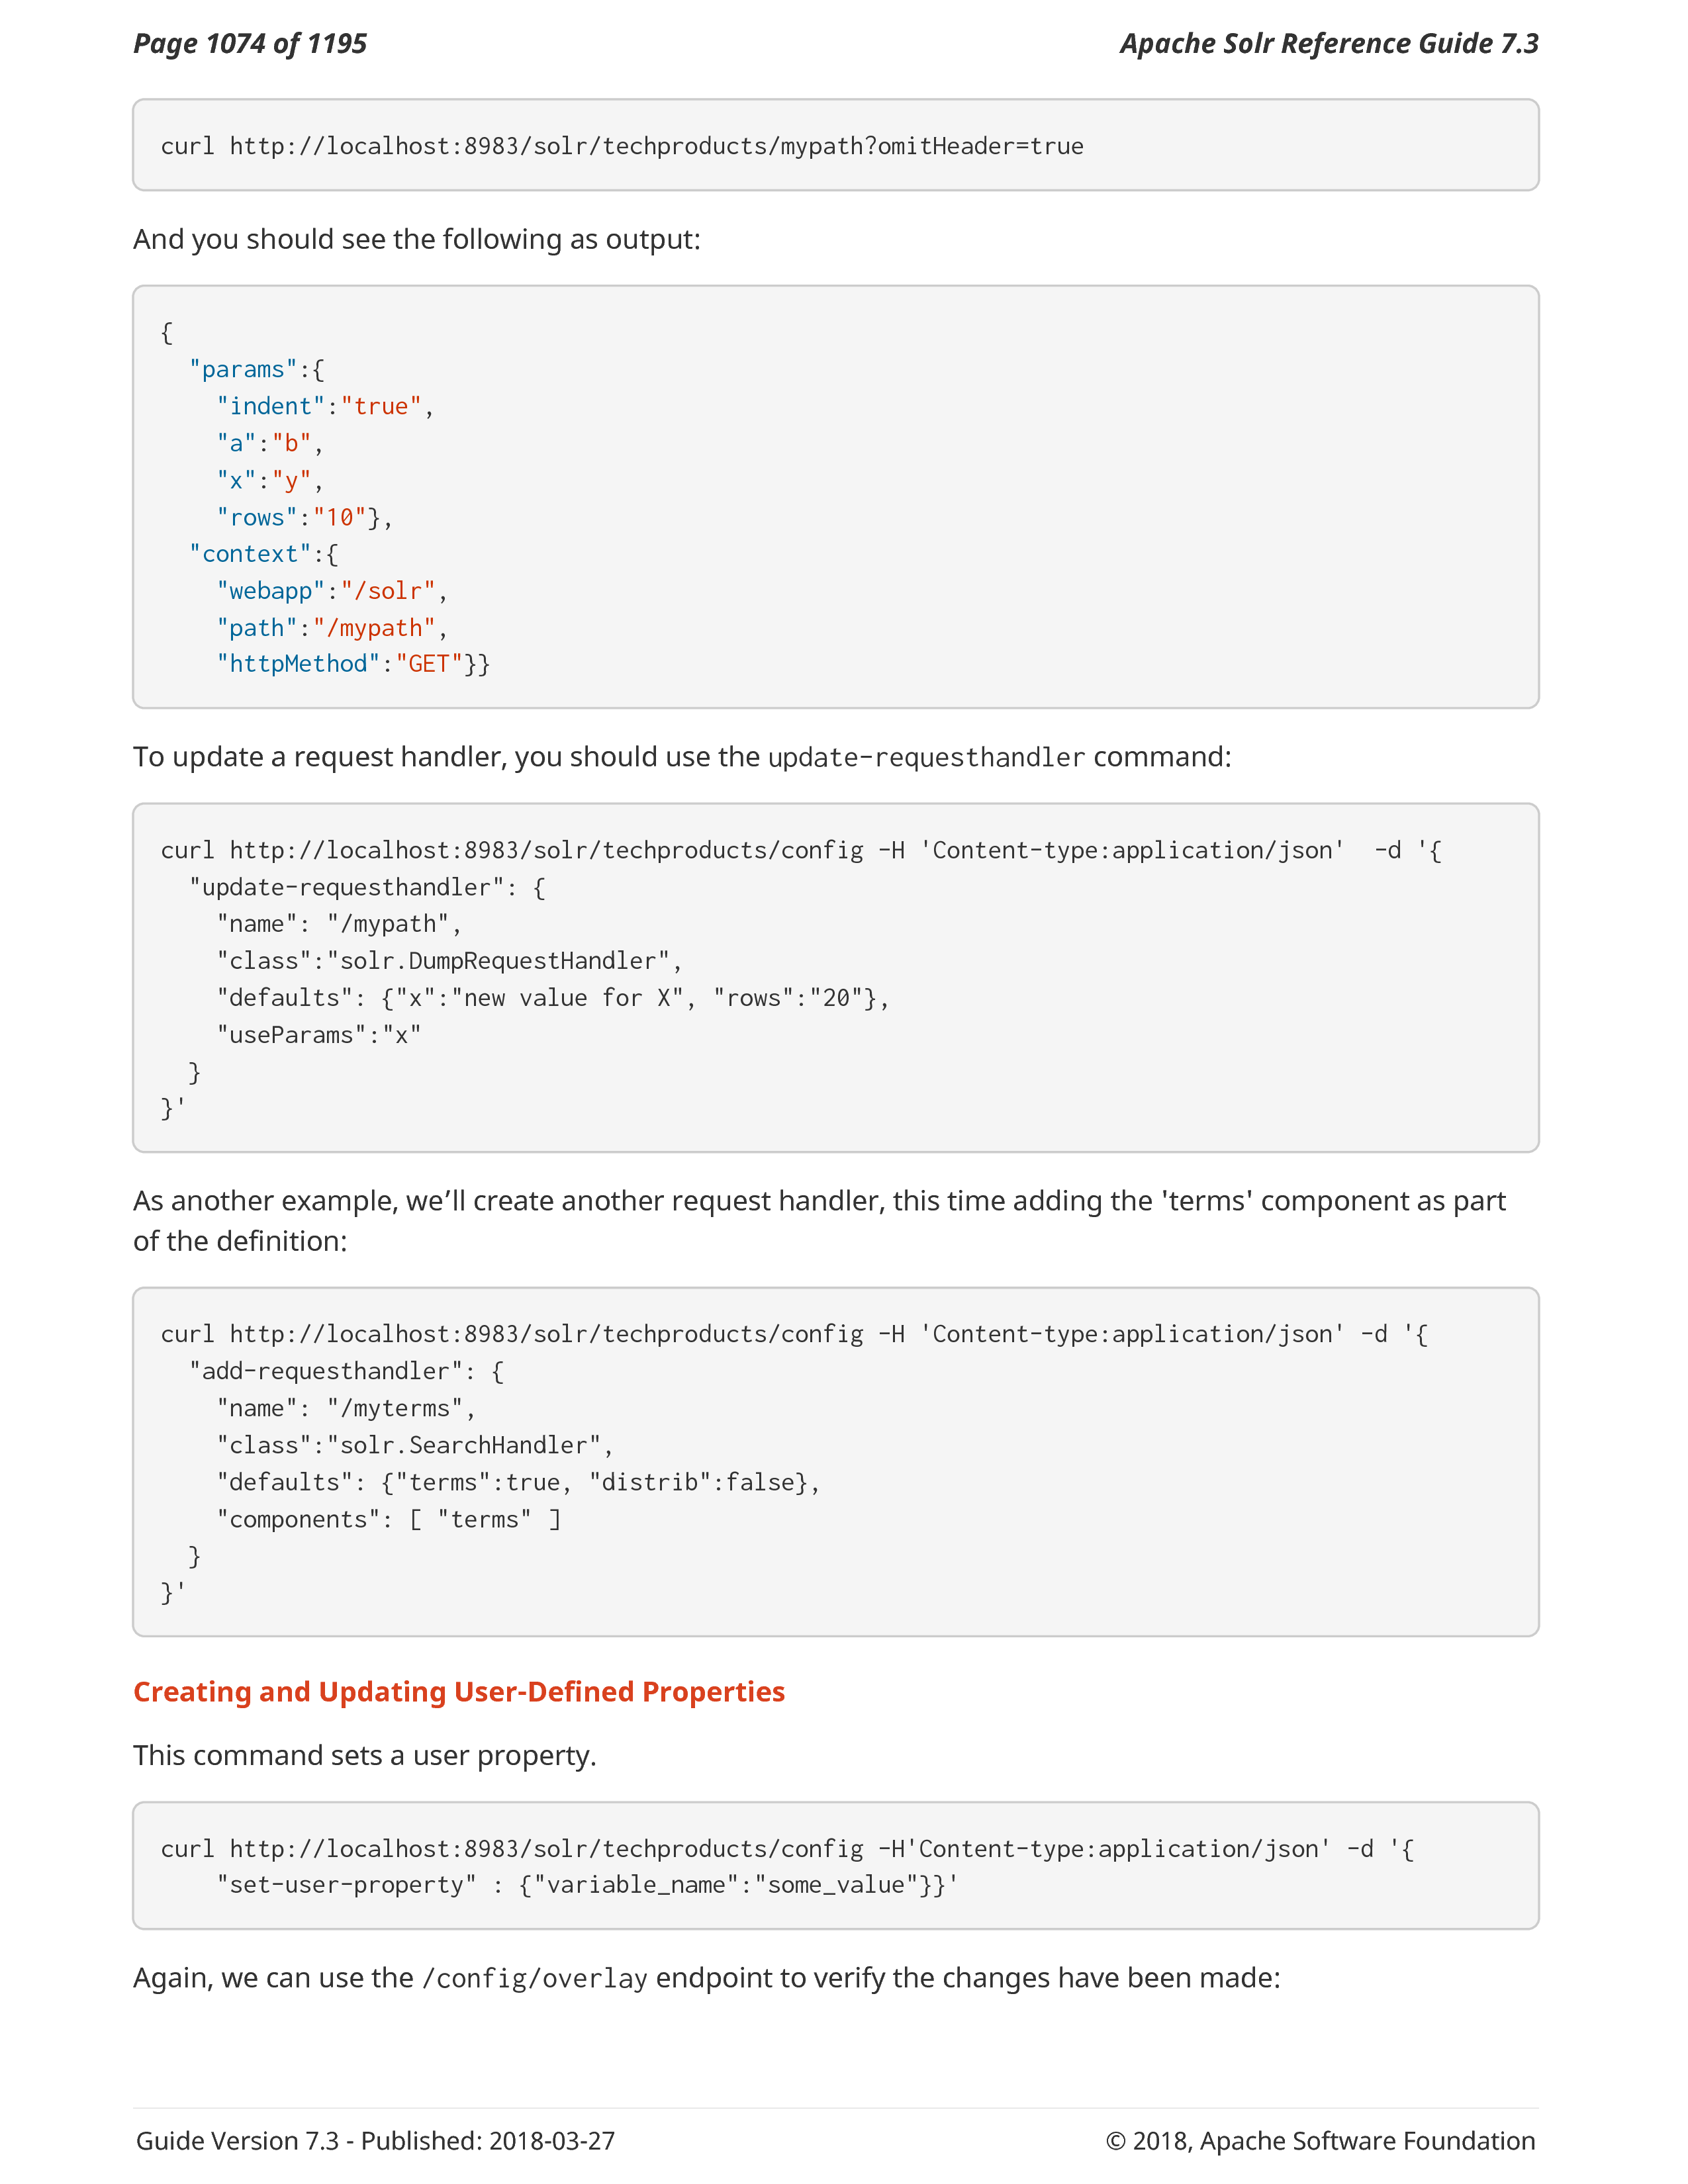 Page 1074 of 1195
Apache Solr Reference Guide 7.3
curl http://localhost:8983/solr/techproducts/mypath?omitHeader=true
And you should see the following as output:
{
  "params":{
    "indent":"true",
    "a":"b",
    "x":"y",
    "rows":"10"},
  "context":{
    "webapp":"/solr",
    "path":"/mypath",
    "httpMethod":"GET"}}
To update a request handler, you should use the update-requesthandler command:
curl http://localhost:8983/solr/techproducts/config -H 'Content-type:application/json'  -d '{
  "update-requesthandler": {
    "name": "/mypath",
    "class":"solr.DumpRequestHandler",
    "defaults": {"x":"new value for X", "rows":"20"},
    "useParams":"x"
  }
}'
As another example, we’ll create another request handler, this time adding the 'terms' component as part
of the definition:
curl http://localhost:8983/solr/techproducts/config -H 'Content-type:application/json' -d '{
  "add-requesthandler": {
    "name": "/myterms",
    "class":"solr.SearchHandler",
    "defaults": {"terms":true, "distrib":false},
    "components": [ "terms" ]
  }
}'
Creating and Updating User-Defined Properties
This command sets a user property.
curl http://localhost:8983/solr/techproducts/config -H'Content-type:application/json' -d '{
    "set-user-property" : {"variable_name":"some_value"}}'
Again, we can use the /config/overlay endpoint to verify the changes have been made:
Guide Version 7.3 - Published: 2018-03-27
© 2018, Apache Software Foundation